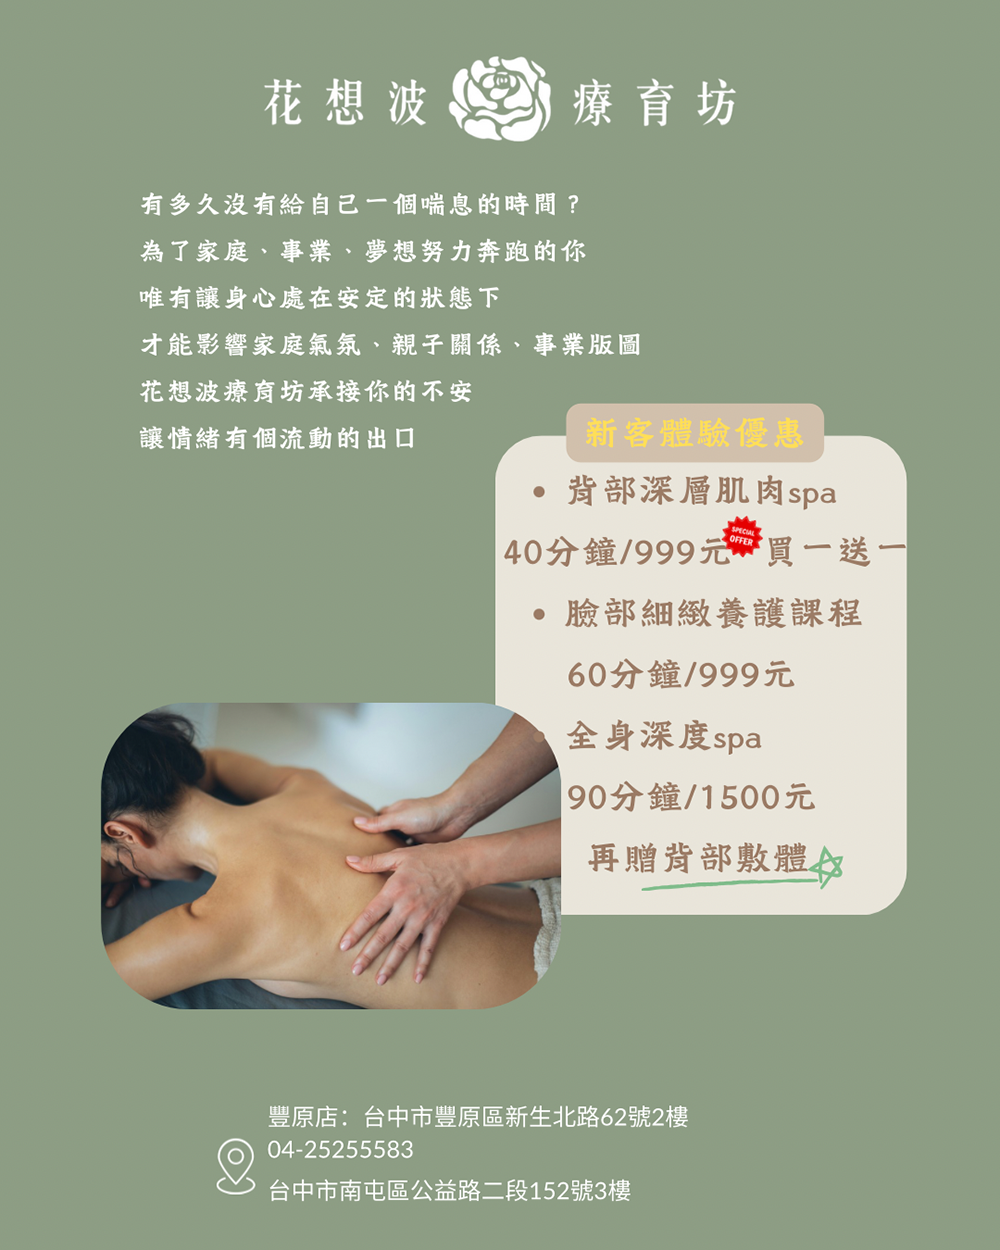 花想波 療育坊
有多久沒有給自己一個喘息的時間？
為了家庭、事業、夢想努力奔跑的你
唯有讓身心處在安定的狀態下
才能影響家庭氣氛、親子關係、事業版圖
花想波療育坊承接你的不安
讓情緒有個流動的出口
新客體驗優惠
• 背部深層肌肉spa
40分鐘/999元 SPECIAL OFFER 買一送一
• 臉部細緻養護課程
60分鐘/999元
• 全身深度spa
90分鐘/1500元
再贈背部敷體
豐原店：台中市豐原區新生北路62號2樓
04-25255583
台中市南屯區公益路二段152號3樓